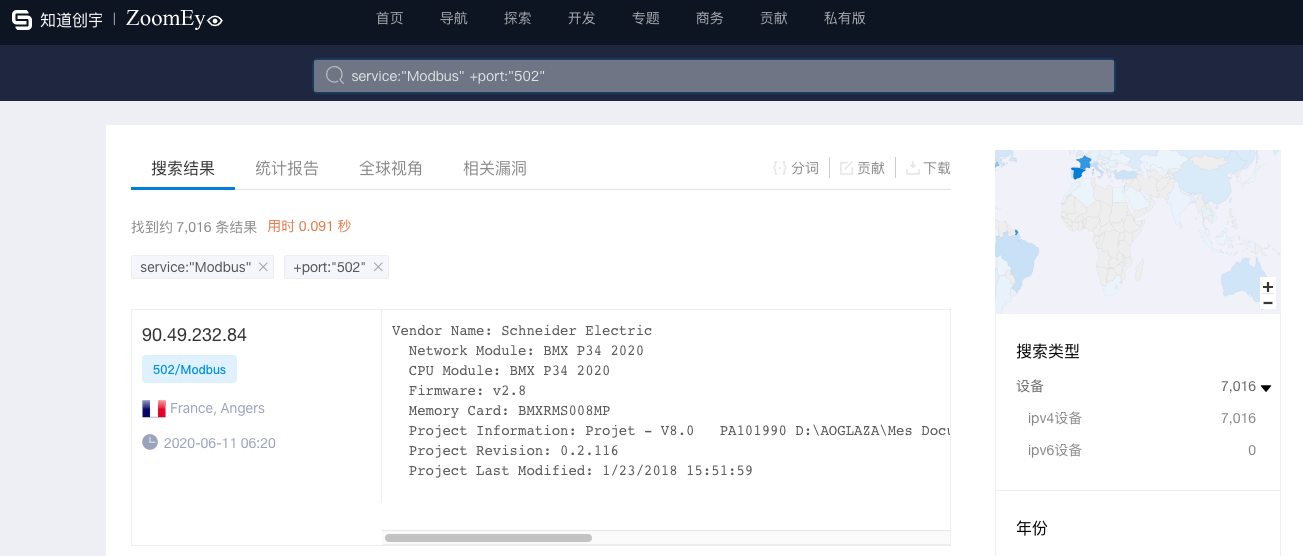 知道创宇 | ZoomEye
首页 导航 探索 开发 专题 商务 贡献 私有版
service:"Modbus" +port:"502"
搜索结果 统计报告 全球视角 相关漏洞
{·} 分词 贡献 下载
找到约 7,016 条结果 用时 0.091 秒
service:"Modbus" × +port:"502" ×
90.49.232.84
502/Modbus
France, Angers
2020-06-11 06:20
Vendor Name: Schneider Electric
Network Module: BMX P34 2020
CPU Module: BMX P34 2020
Firmware: v2.8
Memory Card: BMXRMS008MP
Project Information: Projet - V8.0 PA101990 D:\AOGLAZA\Mes Docu
Project Revision: 0.2.116
Project Last Modified: 1/23/2018 15:51:59
+
−
搜索类型
设备 7,016
ipv4设备 7,016
ipv6设备 0
年份